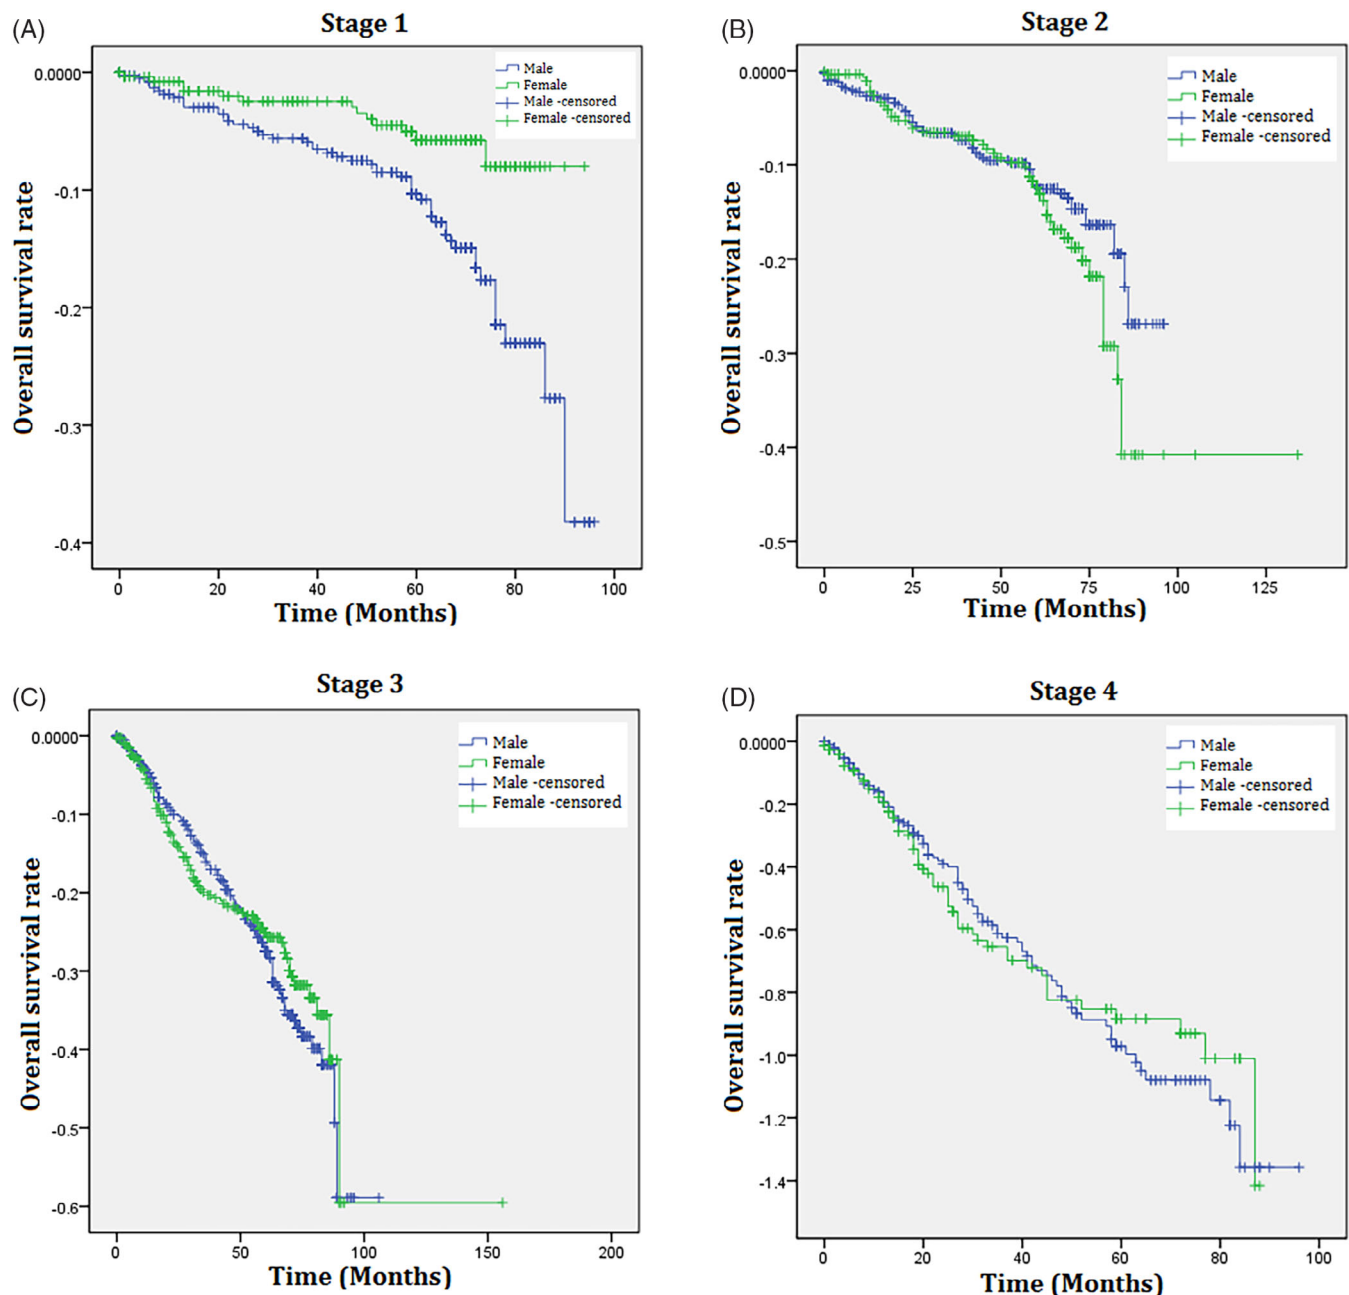 (A)
Stage 1
Overall survival rate
0.0000
-0.1
-0.2
-0.3
-0.4
Male
Female
Male -censored
Female -censored
0 20 40 60 80 100
Time (Months)
(B)
Stage 2
Overall survival rate
0.0000
-0.1
-0.2
-0.3
-0.4
-0.5
Male
Female
Male -censored
Female -censored
0 25 50 75 100 125
Time (Months)
(C)
Stage 3
Overall survival rate
0.0000
-0.1
-0.2
-0.3
-0.4
-0.5
-0.6
Male
Female
Male -censored
Female -censored
0 50 100 150 200
Time (Months)
(D)
Stage 4
Overall survival rate
0.0000
-0.2
-0.4
-0.6
-0.8
-1.0
-1.2
-1.4
Male
Female
Male -censored
Female -censored
0 20 40 60 80 100
Time (Months)